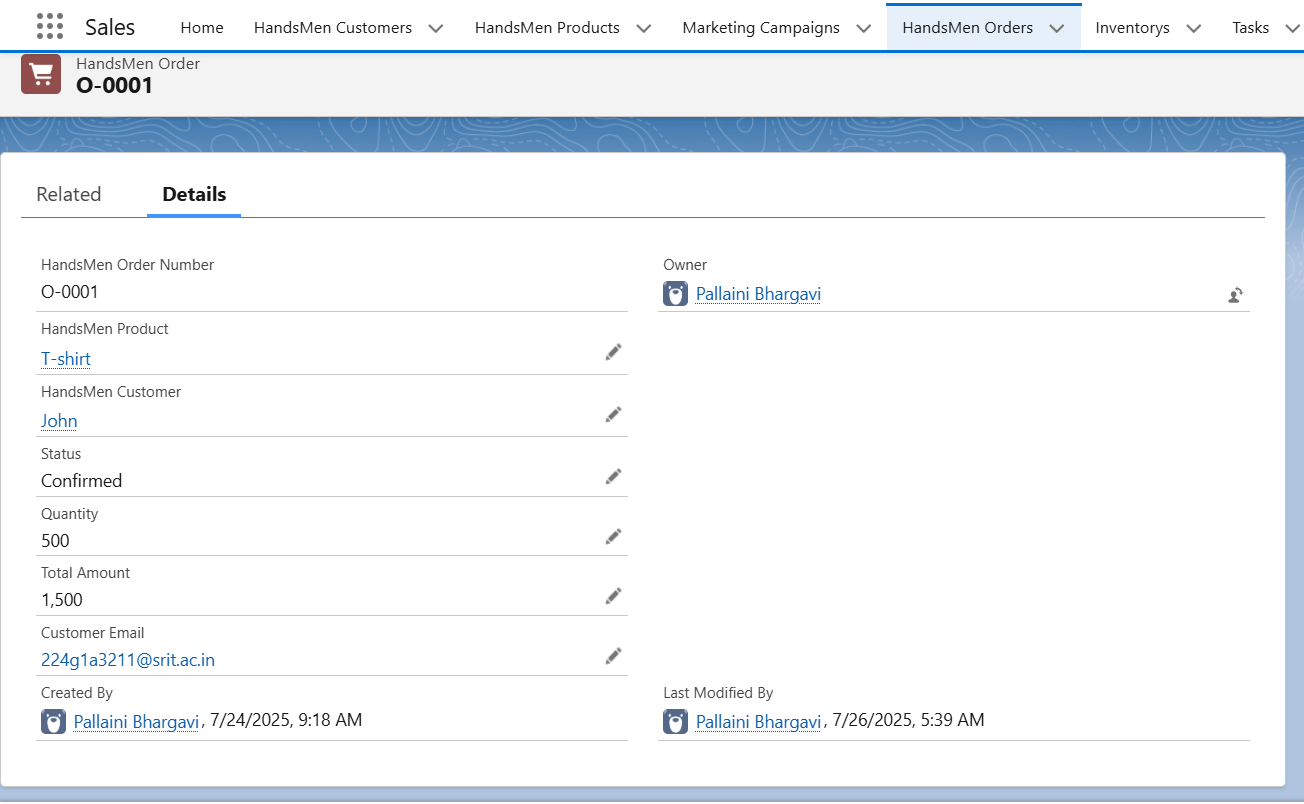 Sales Home HandsMen Customers HandsMen Products Marketing Campaigns HandsMen Orders Inventorys Tasks
HandsMen Order
O-0001
Related Details
HandsMen Order Number
O-0001
Owner
Pallaini Bhargavi
HandsMen Product
T-shirt
HandsMen Customer
John
Status
Confirmed
Quantity
500
Total Amount
1,500
Customer Email
224g1a3211@srit.ac.in
Created By
Pallaini Bhargavi, 7/24/2025, 9:18 AM
Last Modified By
Pallaini Bhargavi, 7/26/2025, 5:39 AM